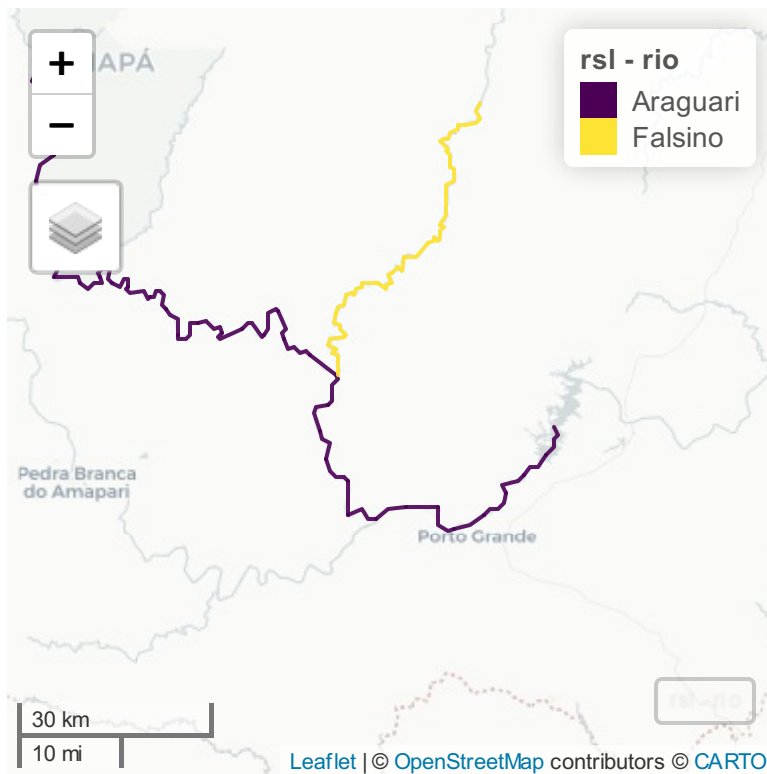 +
APÁ
−
rsl - rio
Araguari
Falsino
Pedra Branca
do Amapari
Porto Grande
rsl - rio
30 km
10 mi
Leaflet | © OpenStreetMap contributors © CARTO